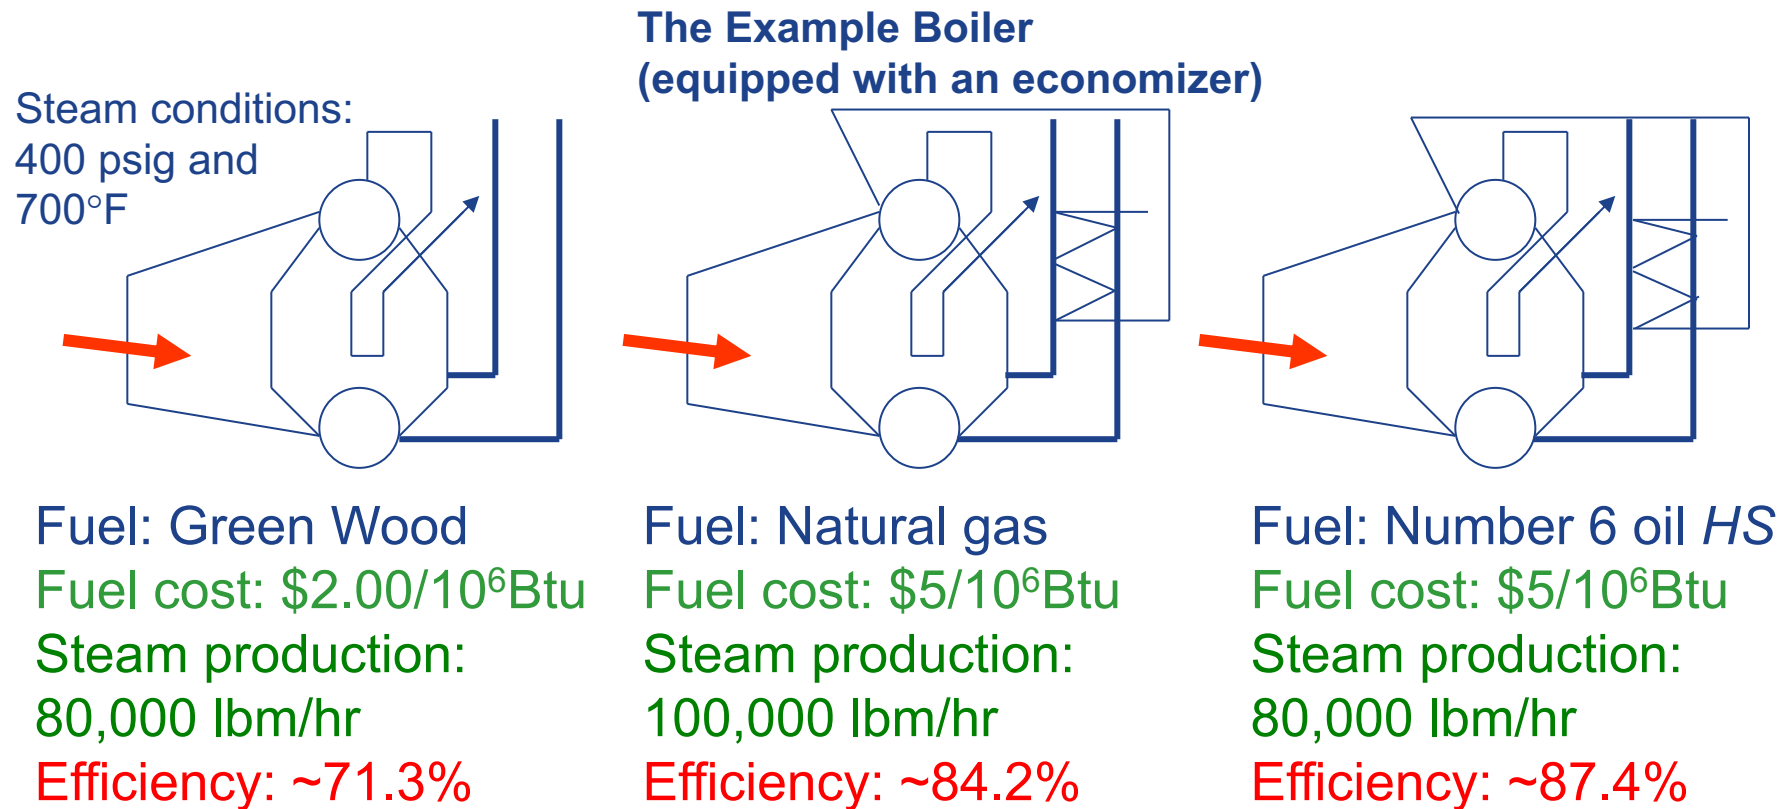 The Example Boiler
(equipped with an economizer)
Steam conditions:
400 psig and
700°F
Fuel: Green Wood
Fuel cost: $2.00/10⁶Btu
Steam production:
80,000 lbm/hr
Efficiency: ~71.3%
Fuel: Natural gas
Fuel cost: $5/10⁶Btu
Steam production:
100,000 lbm/hr
Efficiency: ~84.2%
Fuel: Number 6 oil HS
Fuel cost: $5/10⁶Btu
Steam production:
80,000 lbm/hr
Efficiency: ~87.4%